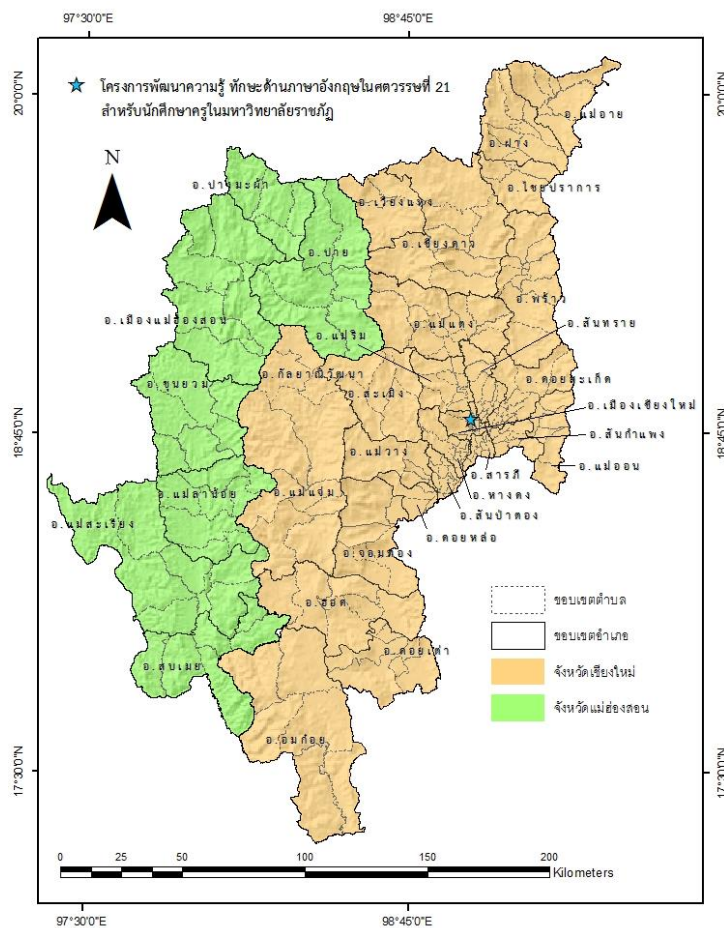 97°30'0"E 98°45'0"E
20°0'0"N 20°0'0"N
โครงการพัฒนาความรู้ ทักษะด้านภาษาอังกฤษในศตวรรษที่ 21
สำหรับนักศึกษาครูในมหาวิทยาลัยราชภัฏ
N
อ.แม่อาย
อ.ฝาง
อ.ไชยปราการ
อ.ปางมะผ้า
อ.เวียงแหง
อ.เชียงดาว
อ.ปาย
อ.พร้าว
อ.เมืองแม่ฮ่องสอน
อ.แม่แตง
อ.สันทราย
อ.แม่ริม
อ.กัลยาณิวัฒนา
อ.ขุนยวม
อ.สะเมิง
อ.ดอยสะเก็ด
อ.เมืองเชียงใหม่
18°45'0"N 18°45'0"N
อ.สันกำแพง
อ.แม่วาง
อ.แม่ออน
อ.สารภี
อ.หางดง
อ.แม่ลาน้อย
อ.แม่แจ่ม
อ.สันป่าตอง
อ.แม่สะเรียง
อ.ดอยหล่อ
อ.จอมทอง
อ.ฮอด
อ.ดอยเต่า
อ.สบเมย
อ.อมก๋อย
ขอบเขตตำบล
ขอบเขตอำเภอ
จังหวัดเชียงใหม่
จังหวัดแม่ฮ่องสอน
17°30'0"N 17°30'0"N
0 25 50 100 150 200
Kilometers
97°30'0"E 98°45'0"E